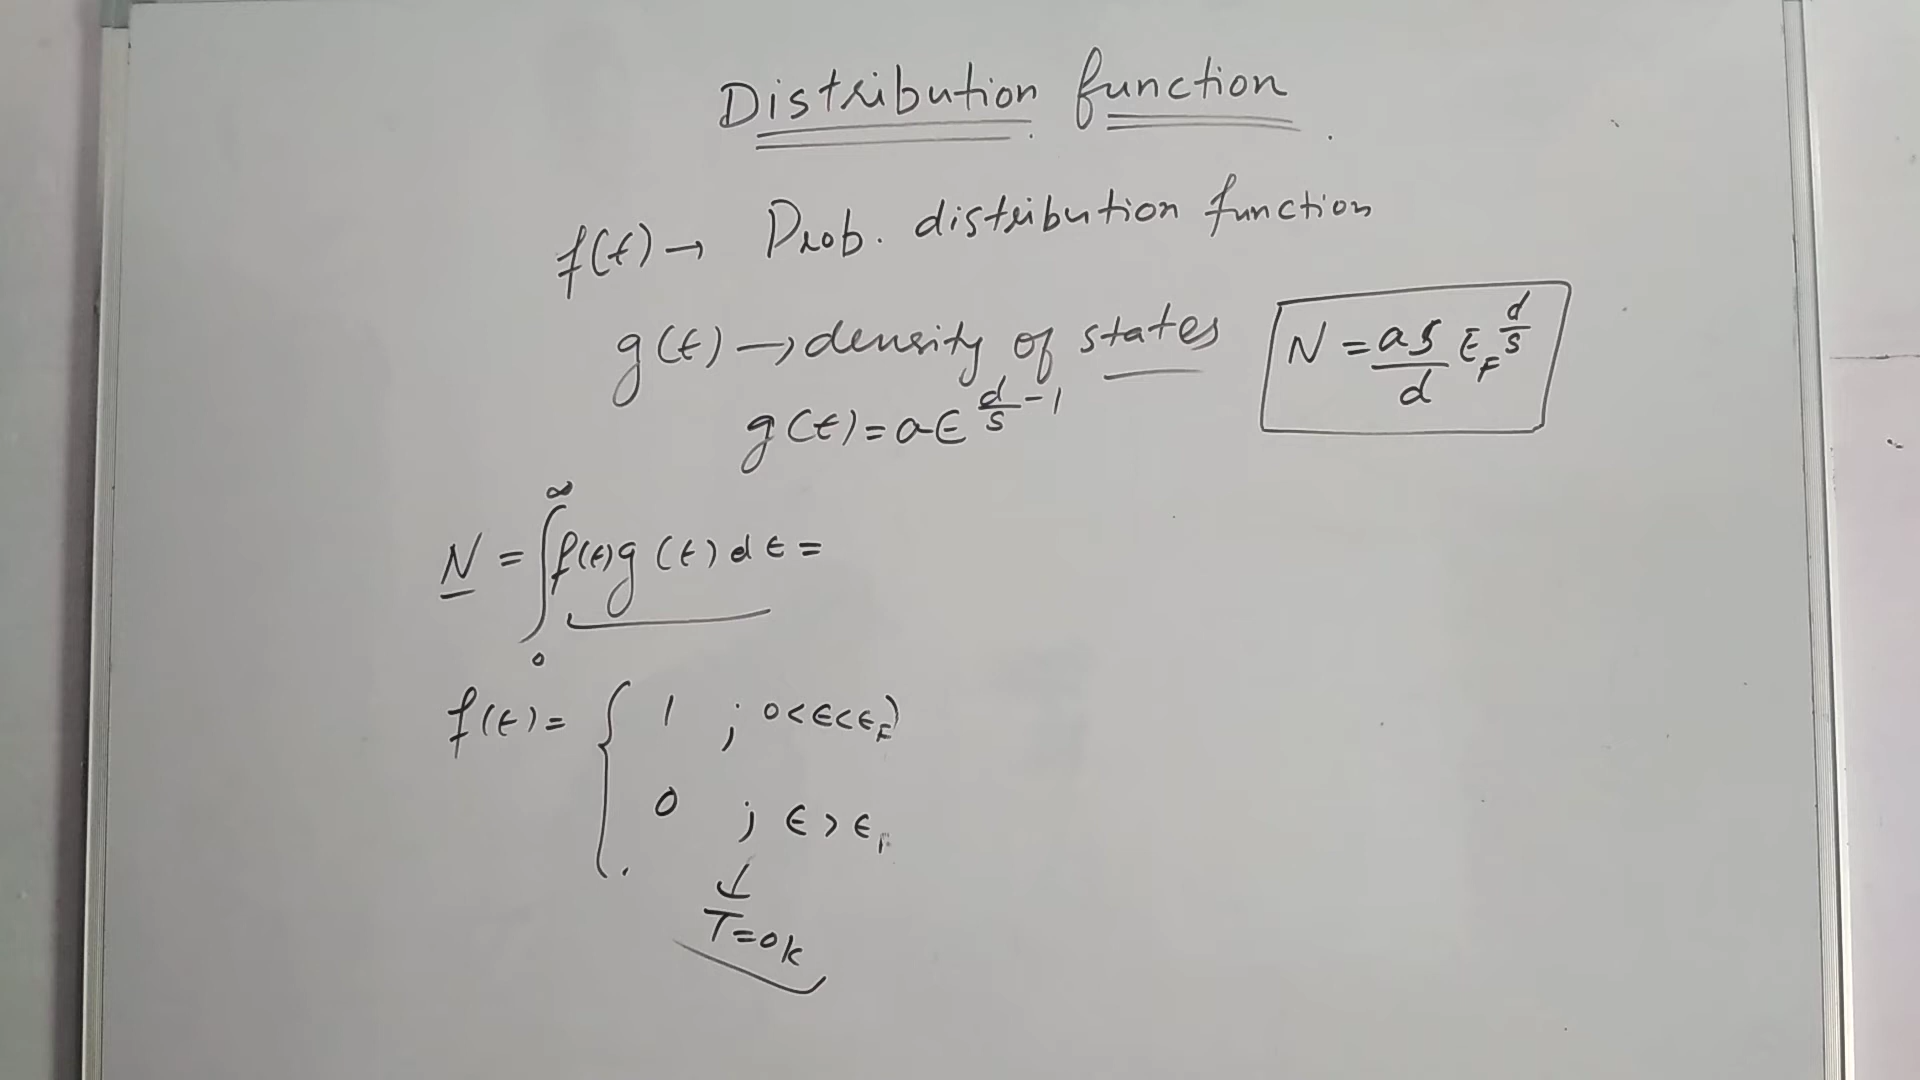 Distribution function
f(ϵ) → Prob. distribution function
g(ϵ) → density of states
N = as/d ϵ_F^(d/s)
g(ϵ) = aϵ^(d/s - 1)
N = ∫_0^∞ f(ϵ)g(ϵ)dϵ =
f(ϵ) = { 1 ; 0<ϵ<ϵ_F
0 ; ϵ>ϵ_F
↓
T=0k